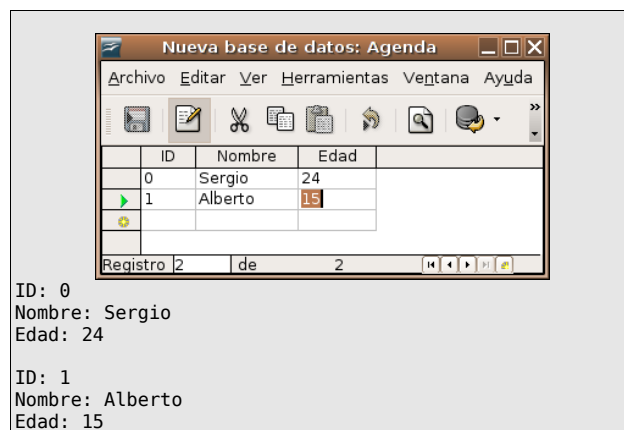 Nueva base de datos: Agenda
Archivo Editar Ver Herramientas Ventana Ayuda
ID Nombre Edad
0 Sergio 24
1 Alberto 15
Registro 2 de 2
ID: 0
Nombre: Sergio
Edad: 24
ID: 1
Nombre: Alberto
Edad: 15